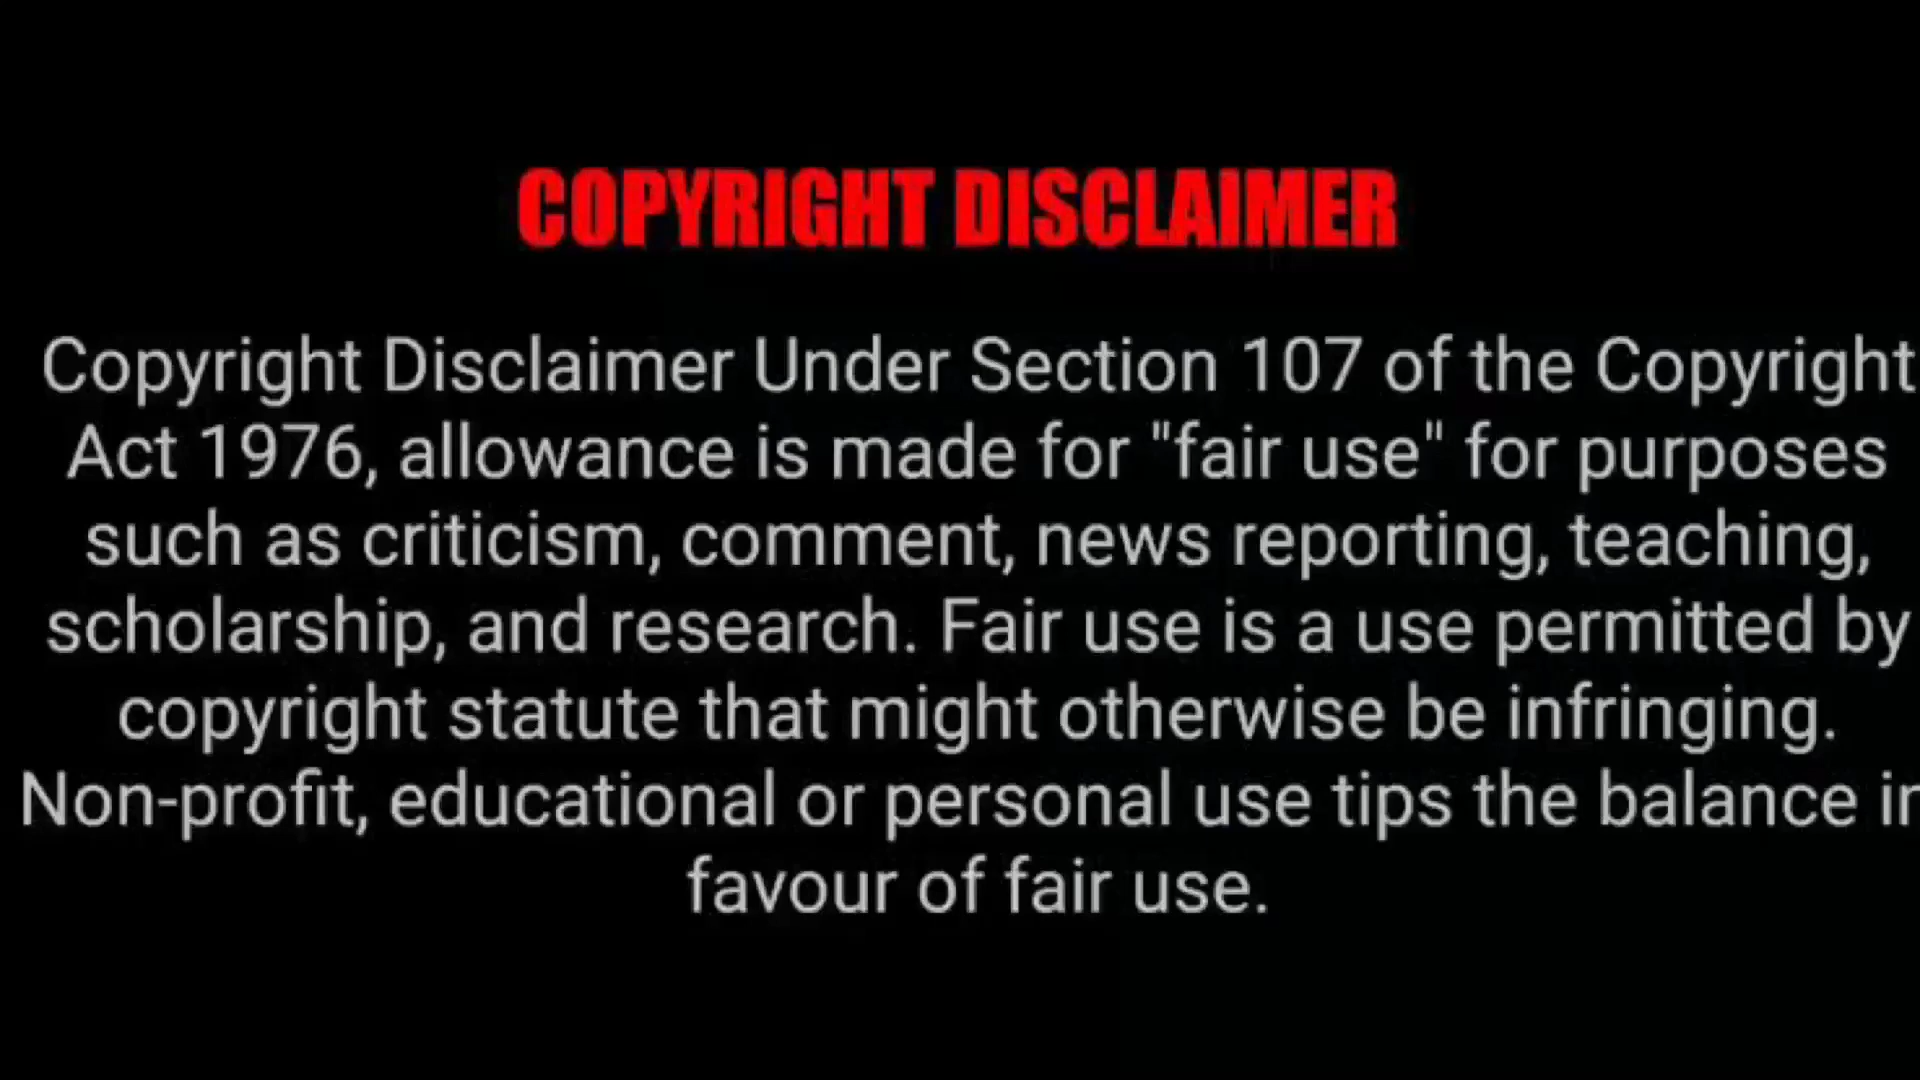 COPYRIGHT DISCLAIMER
Copyright Disclaimer Under Section 107 of the Copyright
Act 1976, allowance is made for "fair use" for purposes
such as criticism, comment, news reporting, teaching,
scholarship, and research. Fair use is a use permitted by
copyright statute that might otherwise be infringing.
Non-profit, educational or personal use tips the balance in
favour of fair use.